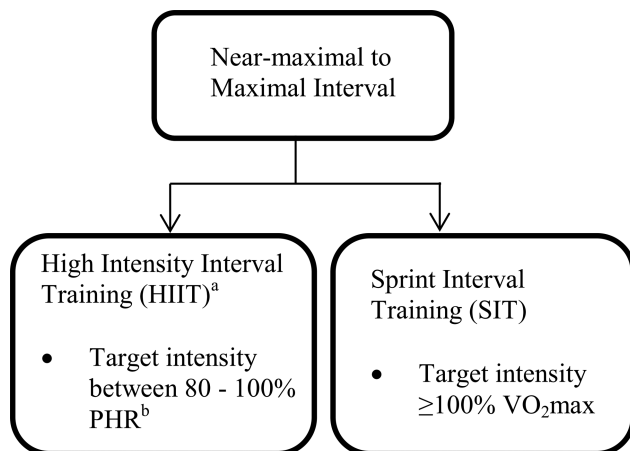 Near-maximal to
Maximal Interval
High Intensity Interval
Training (HIIT)ᵃ
• Target intensity
between 80 - 100%
PHRᵇ
Sprint Interval
Training (SIT)
• Target intensity
≥100% VO₂max